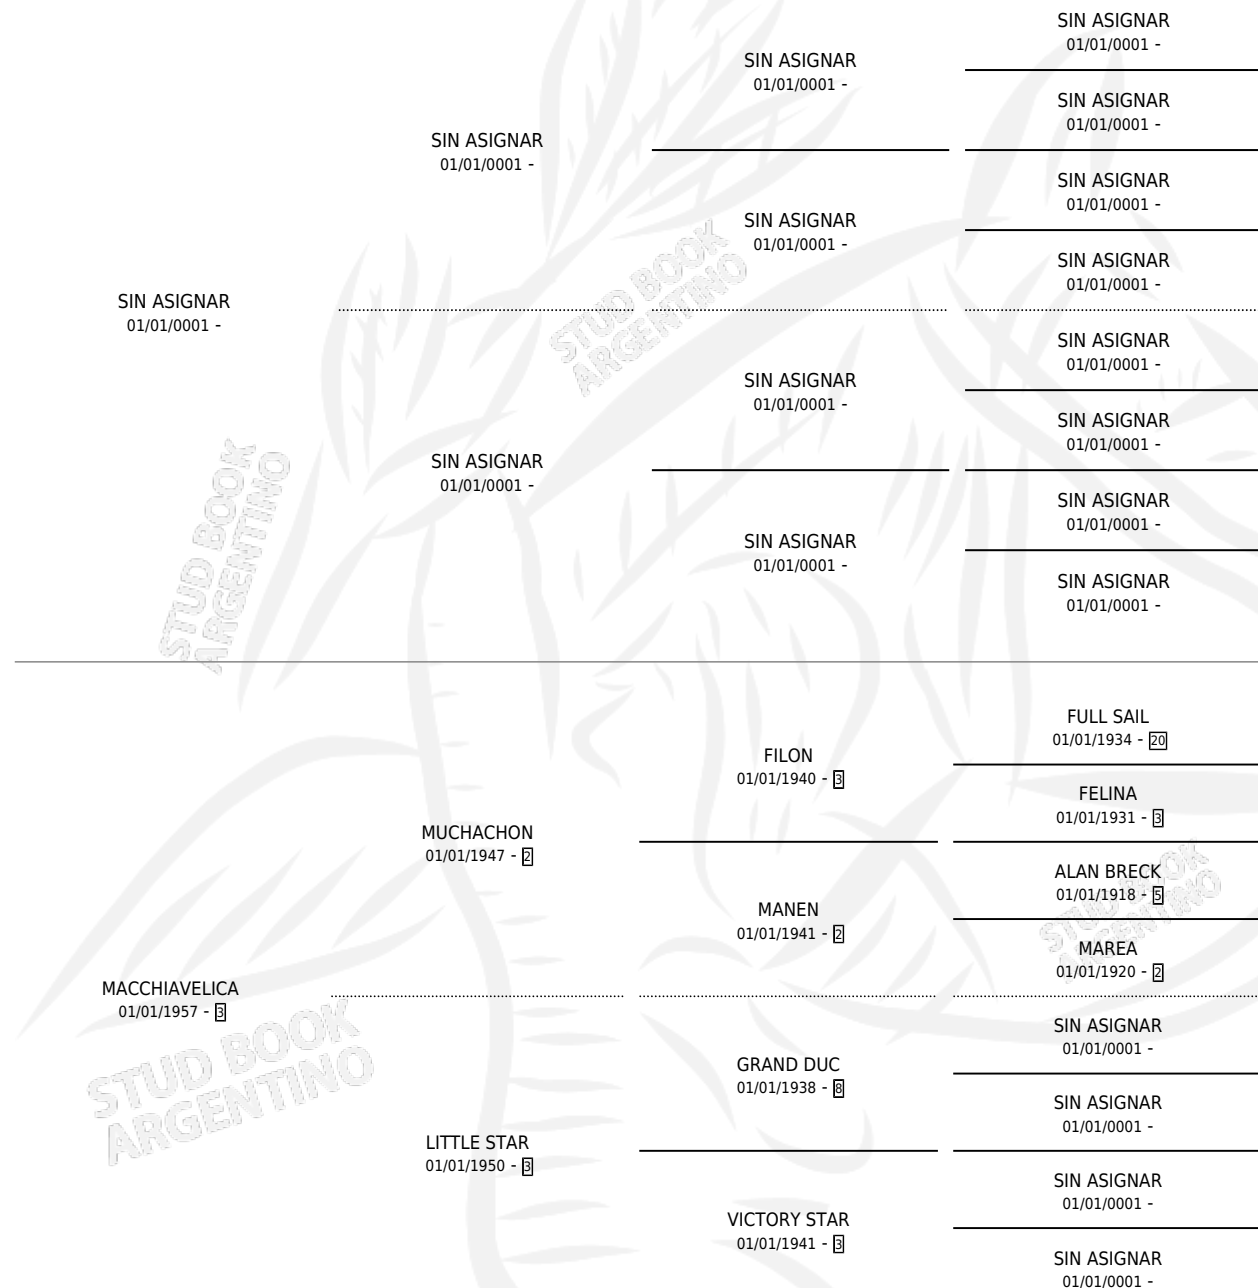 SIN ASIGNAR
01/01/0001 -
SIN ASIGNAR
01/01/0001 -
SIN ASIGNAR
01/01/0001 -
SIN ASIGNAR
01/01/0001 -
SIN ASIGNAR
01/01/0001 -
SIN ASIGNAR
01/01/0001 -
SIN ASIGNAR
01/01/0001 -
STUD BOOK
ARGENTINO
SIN ASIGNAR
01/01/0001 -
SIN ASIGNAR
01/01/0001 -
SIN ASIGNAR
01/01/0001 -
SIN ASIGNAR
01/01/0001 -
SIN ASIGNAR
01/01/0001 -
SIN ASIGNAR
01/01/0001 -
STUD BOOK
ARGENTINO
SIN ASIGNAR
01/01/0001 -
SIN ASIGNAR
01/01/0001 -
SIN ASIGNAR
01/01/0001 -
FULL SAIL
01/01/1934 - 20
FILON
01/01/1940 - 3
FELINA
01/01/1931 - 3
MUCHACHON
01/01/1947 - 2
ALAN BRECK
01/01/1918 - 5
STUD BOOK
ARGENTINO
MANEN
01/01/1941 - 2
MAREA
01/01/1920 - 2
MACCHIAVELICA
01/01/1957 - 3
STUD BOOK
ARGENTINO
SIN ASIGNAR
01/01/0001 -
GRAND DUC
01/01/1938 - 8
SIN ASIGNAR
01/01/0001 -
LITTLE STAR
01/01/1950 - 3
SIN ASIGNAR
01/01/0001 -
VICTORY STAR
01/01/1941 - 3
SIN ASIGNAR
01/01/0001 -